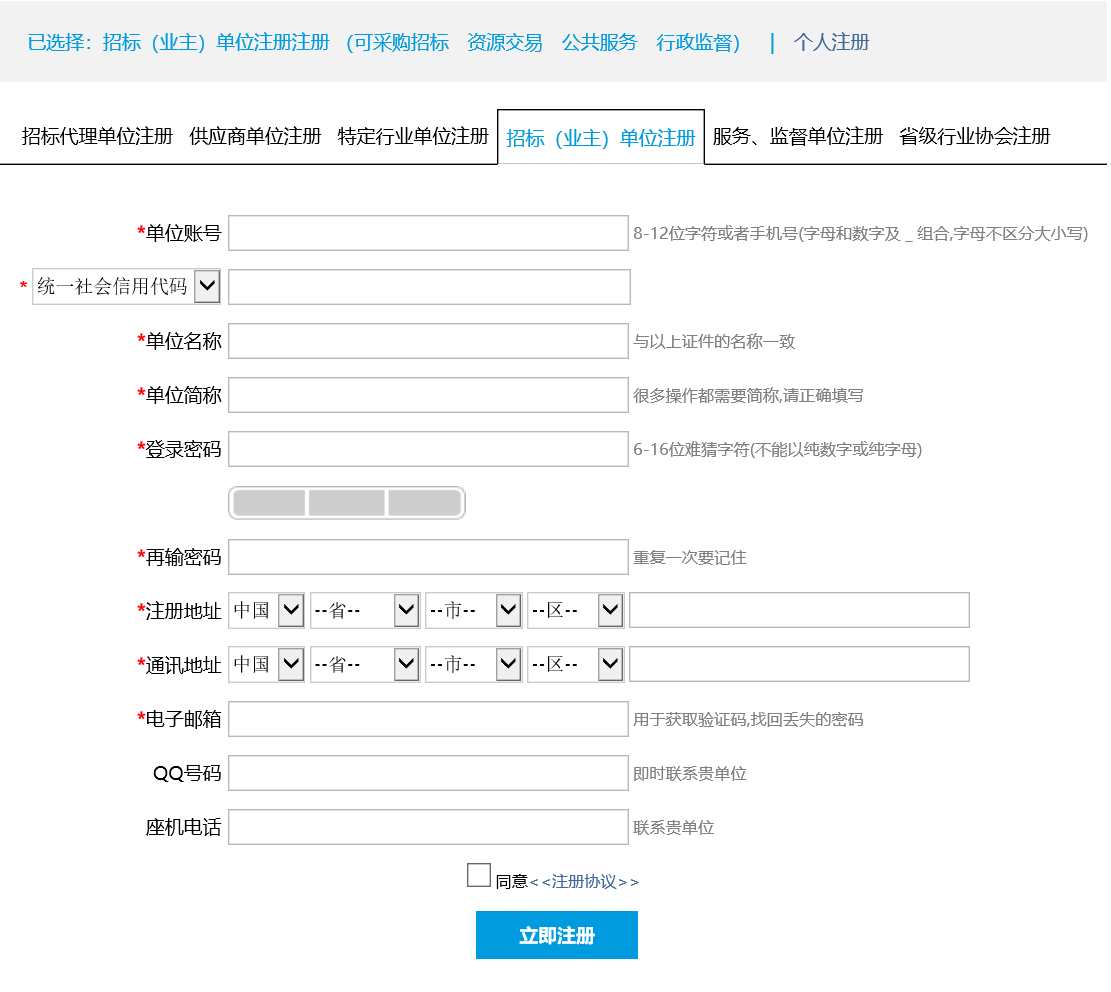 已选择：招标（业主）单位注册注册 （可采购招标 资源交易 公共服务 行政监督） | 个人注册
招标代理单位注册 供应商单位注册 特定行业单位注册 招标（业主）单位注册 服务、监督单位注册 省级行业协会注册
*单位账号 8-12位字符或者手机号(字母和数字及 _ 组合,字母不区分大小写)
* 统一社会信用代码
*单位名称 与以上证件的名称一致
*单位简称 很多操作都需要简称,请正确填写
*登录密码 6-16位难猜字符(不能以纯数字或纯字母)
*再输密码 重复一次要记住
*注册地址 中国 --省-- --市-- --区--
*通讯地址 中国 --省-- --市-- --区--
*电子邮箱 用于获取验证码,找回丢失的密码
QQ号码 即时联系贵单位
座机电话 联系贵单位
同意<<注册协议>>
立即注册